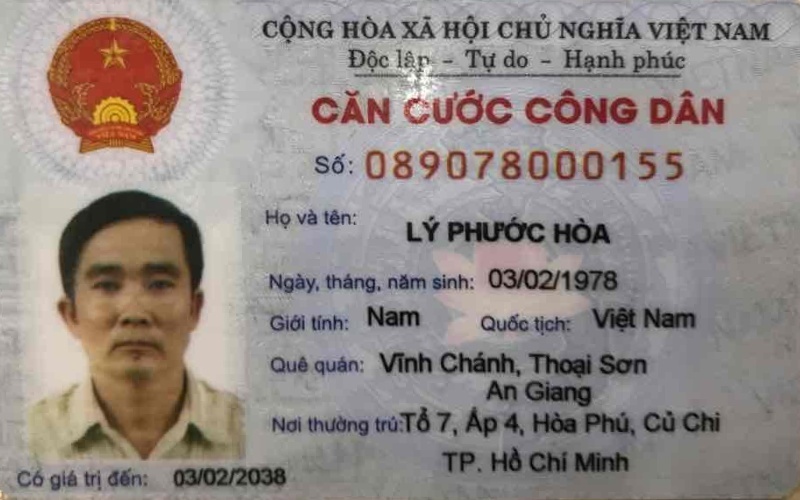 CỘNG HÒA XÃ HỘI CHỦ NGHĨA VIỆT NAM
Độc lập - Tự do - Hạnh phúc
CĂN CƯỚC CÔNG DÂN
Số: 089078000155
Họ và tên: LÝ PHƯỚC HÒA
Ngày, tháng, năm sinh: 03/02/1978
Giới tính: Nam Quốc tịch: Việt Nam
Quê quán: Vĩnh Chánh, Thoại Sơn
An Giang
Nơi thường trú: Tổ 7, Ấp 4, Hòa Phú, Củ Chi
TP. Hồ Chí Minh
Có giá trị đến: 03/02/2038